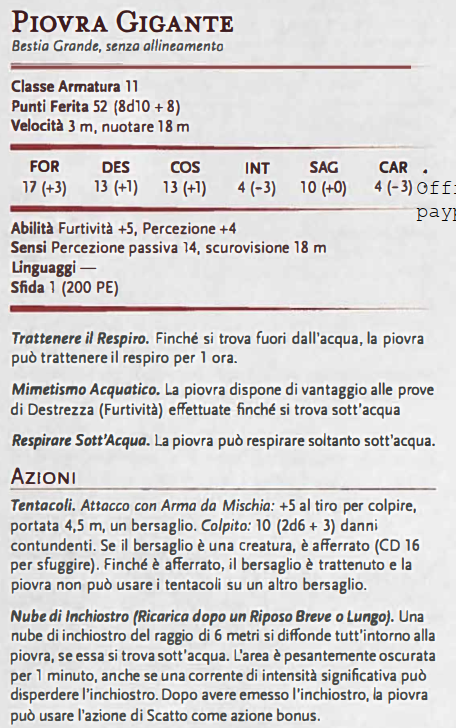 Piovra Gigante
Bestia Grande, senza allineamento
Classe Armatura 11
Punti Ferita 52 (8d10 + 8)
Velocità 3 m, nuotare 18 m
FOR DES COS INT SAG CAR
17 (+3) 13 (+1) 13 (+1) 4 (-3) 10 (+0) 4 (-3)
Offi
payp
Abilità Furtività +5, Percezione +4
Sensi Percezione passiva 14, scurovisione 18 m
Linguaggi —
Sfida 1 (200 PE)
Trattenere il Respiro. Finché si trova fuori dall'acqua, la piovra
può trattenere il respiro per 1 ora.
Mimetismo Acquatico. La piovra dispone di vantaggio alle prove
di Destrezza (Furtività) effettuate finché si trova sott'acqua
Respirare Sott'Acqua. La piovra può respirare soltanto sott'acqua.
Azioni
Tentacoli. Attacco con Arma da Mischia: +5 al tiro per colpire,
portata 4,5 m, un bersaglio. Colpito: 10 (2d6 + 3) danni
contundenti. Se il bersaglio è una creatura, è afferrato (CD 16
per sfuggire). Finché è afferrato, il bersaglio è trattenuto e la
piovra non può usare i tentacoli su un altro bersaglio.
Nube di Inchiostro (Ricarica dopo un Riposo Breve o Lungo). Una
nube di inchiostro del raggio di 6 metri si diffonde tutt'intorno alla
piovra, se essa si trova sott'acqua. L'area è pesantemente oscurata
per 1 minuto, anche se una corrente di intensità significativa può
disperdere l'inchiostro. Dopo avere emesso l'inchiostro, la piovra
può usare l'azione di Scatto come azione bonus.